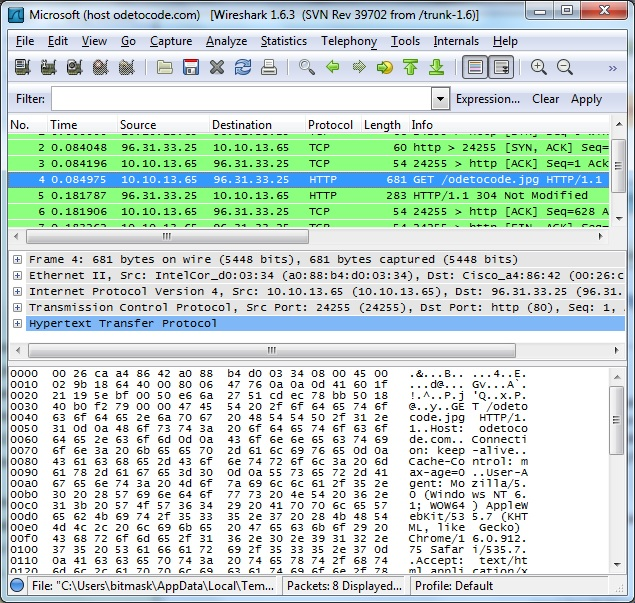 Microsoft (host odetocode.com) [Wireshark 1.6.3 (SVN Rev 39702 from /trunk-1.6)]
File Edit View Go Capture Analyze Statistics Telephony Tools Internals Help
Filter: Expression... Clear Apply
No. Time Source Destination Protocol Length Info
2 0.084048 96.31.33.25 10.10.13.65 TCP 60 http > 24255 [SYN, ACK] Seq=
3 0.084196 10.10.13.65 96.31.33.25 TCP 54 24255 > http [ACK] Seq=1 Ack
4 0.084975 10.10.13.65 96.31.33.25 HTTP 681 GET /odetocode.jpg HTTP/1.1
5 0.181787 96.31.33.25 10.10.13.65 HTTP 283 HTTP/1.1 304 Not Modified
6 0.181906 10.10.13.65 96.31.33.25 TCP 54 24255 > http [ACK] Seq=628 A
Frame 4: 681 bytes on wire (5448 bits), 681 bytes captured (5448 bits)
Ethernet II, Src: IntelCor_d0:03:34 (a0:88:b4:d0:03:34), Dst: Cisco_a4:86:42 (00:26:c
Internet Protocol Version 4, Src: 10.10.13.65 (10.10.13.65), Dst: 96.31.33.25 (96.31.
Transmission Control Protocol, Src Port: 24255 (24255), Dst Port: http (80), Seq: 1,
Hypertext Transfer Protocol
0000 00 26 ca a4 86 42 a0 88 b4 d0 03 34 08 00 45 00 .&...B.. ...4..E.
0010 02 9b 18 64 40 00 80 06 47 76 0a 0a 0d 41 60 1f ...d@... Gv...A`.
0020 21 19 5e bf 00 50 e6 6a 27 51 cd ec 78 bb 50 18 !.^..P.j 'Q..x.P.
0030 40 b0 f2 79 00 00 47 45 54 20 2f 6f 64 65 74 6f @..y..GE T /odeto
0040 63 6f 64 65 2e 6a 70 67 20 48 54 54 50 2f 31 2e code.jpg HTTP/1.
0050 31 0d 0a 48 6f 73 74 3a 20 6f 64 65 74 6f 63 6f 1..Host: odetoco
0060 64 65 2e 63 6f 6d 0d 0a 43 6f 6e 6e 65 63 74 69 de.com.. Connecti
0070 6f 6e 3a 20 6b 65 65 70 2d 61 6c 69 76 65 0d 0a on: keep -alive..
0080 43 61 63 68 65 2d 43 6f 6e 74 72 6f 6c 3a 20 6d Cache-Co ntrol: m
0090 61 78 2d 61 67 65 3d 30 0d 0a 55 73 65 72 2d 41 ax-age=0 ..User-A
00a0 67 65 6e 74 3a 20 4d 6f 7a 69 6c 6c 61 2f 35 2e gent: Mo zilla/5.
00b0 30 20 28 57 69 6e 64 6f 77 73 20 4e 54 20 36 2e 0 (Windo ws NT 6.
00c0 31 3b 20 57 4f 57 36 34 29 20 41 70 70 6c 65 57 1; WOW64 ) AppleW
00d0 65 62 4b 69 74 2f 35 33 35 2e 37 20 28 4b 48 54 ebKit/53 5.7 (KHT
00e0 4d 4c 2c 20 6c 69 6b 65 20 47 65 63 6b 6f 29 20 ML, like Gecko)
00f0 43 68 72 6f 6d 65 2f 31 36 2e 30 2e 39 31 32 2e Chrome/1 6.0.912.
0100 37 35 20 53 61 66 61 72 69 2f 35 33 35 2e 37 0d 75 Safar i/535.7.
0110 0a 41 63 63 65 70 74 3a 20 74 65 78 74 2f 68 74 .Accept: text/ht
File: "C:\Users\bitmask\AppData\Local\Tem... Packets: 8 Displayed... Profile: Default